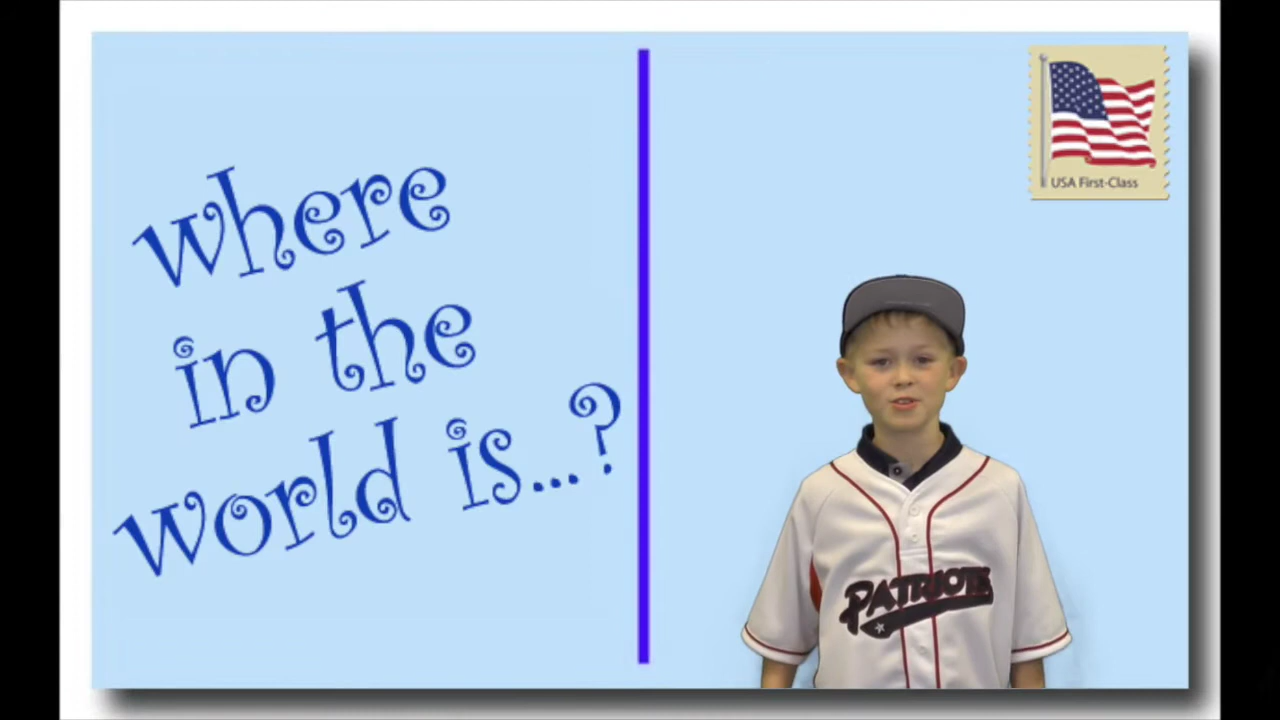 where
in the
world is...?
USA First-Class
PATRIOTS